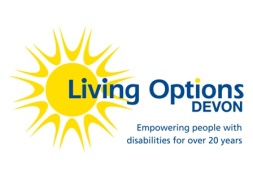 Living Options
DEVON
Empowering people with
disabilities for over 20 years